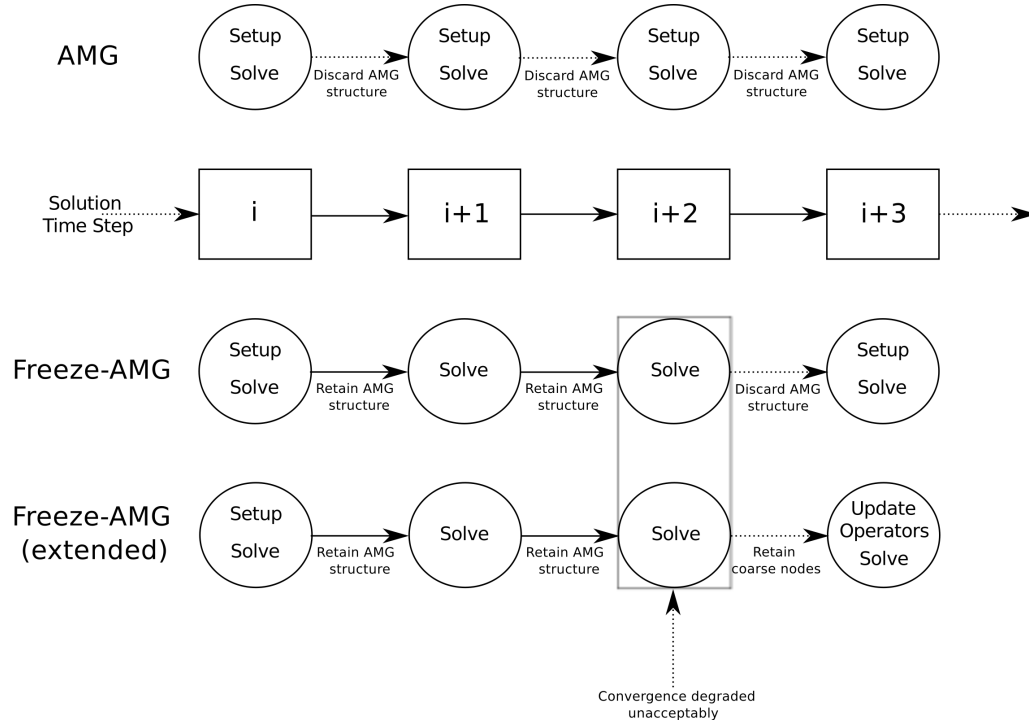 AMG
Setup
Solve
Discard AMG
structure
Setup
Solve
Discard AMG
structure
Setup
Solve
Discard AMG
structure
Setup
Solve
Solution
Time Step
i
i+1
i+2
i+3
Freeze-AMG
Setup
Solve
Retain AMG
structure
Solve
Retain AMG
structure
Solve
Discard AMG
structure
Setup
Solve
Freeze-AMG
(extended)
Setup
Solve
Retain AMG
structure
Solve
Retain AMG
structure
Solve
Retain
coarse nodes
Update
Operators
Solve
Convergence degraded
unacceptably